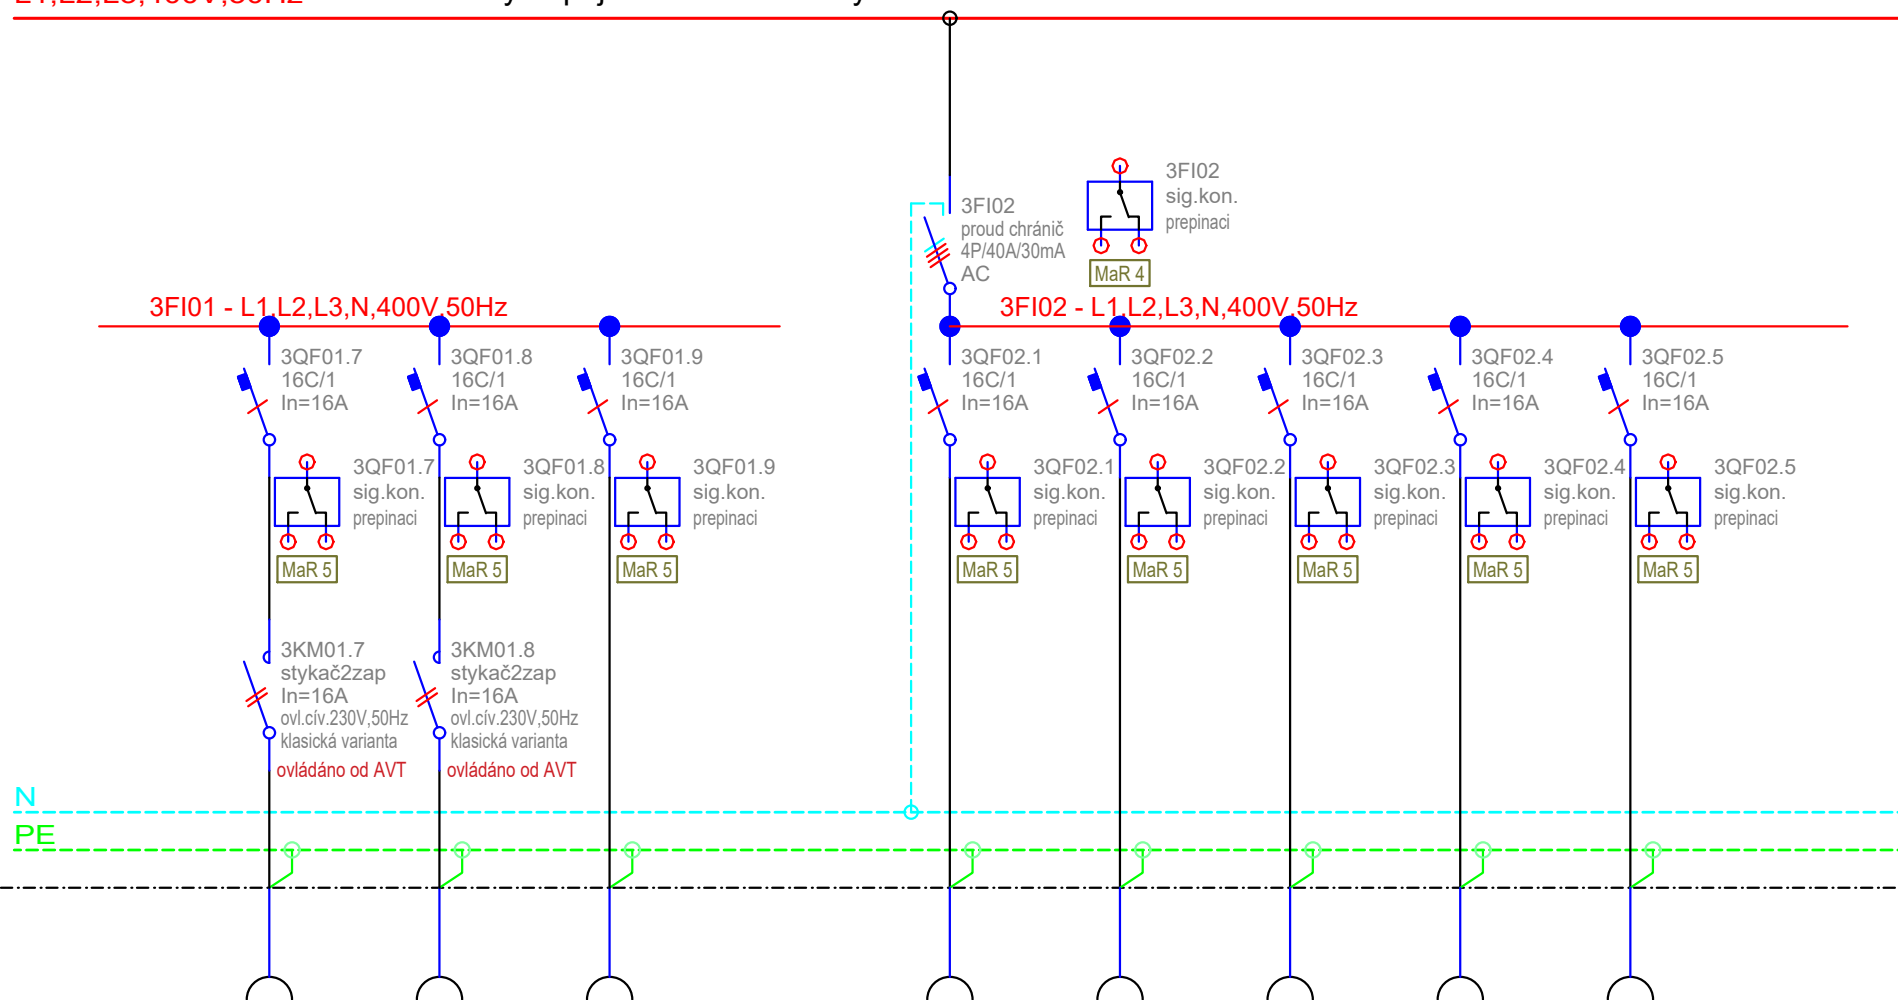 L1,L2,L3,400V,50Hz
3FI02
sig.kon.
prepinaci
MaR 4
3FI02
proud chránič
4P/40A/30mA
AC
3FI01 - L1,L2,L3,N,400V,50Hz
3FI02 - L1,L2,L3,N,400V,50Hz
3QF01.7
16C/1
In=16A
3QF01.8
16C/1
In=16A
3QF01.9
16C/1
In=16A
3QF02.1
16C/1
In=16A
3QF02.2
16C/1
In=16A
3QF02.3
16C/1
In=16A
3QF02.4
16C/1
In=16A
3QF02.5
16C/1
In=16A
3QF01.7
sig.kon.
prepinaci
MaR 5
3QF01.8
sig.kon.
prepinaci
MaR 5
3QF01.9
sig.kon.
prepinaci
MaR 5
3QF02.1
sig.kon.
prepinaci
MaR 5
3QF02.2
sig.kon.
prepinaci
MaR 5
3QF02.3
sig.kon.
prepinaci
MaR 5
3QF02.4
sig.kon.
prepinaci
MaR 5
3QF02.5
sig.kon.
prepinaci
MaR 5
3KM01.7
stykač2zap
In=16A
ovl.cív.230V,50Hz
klasická varianta
ovládáno od AVT
3KM01.8
stykač2zap
In=16A
ovl.cív.230V,50Hz
klasická varianta
ovládáno od AVT
N
PE